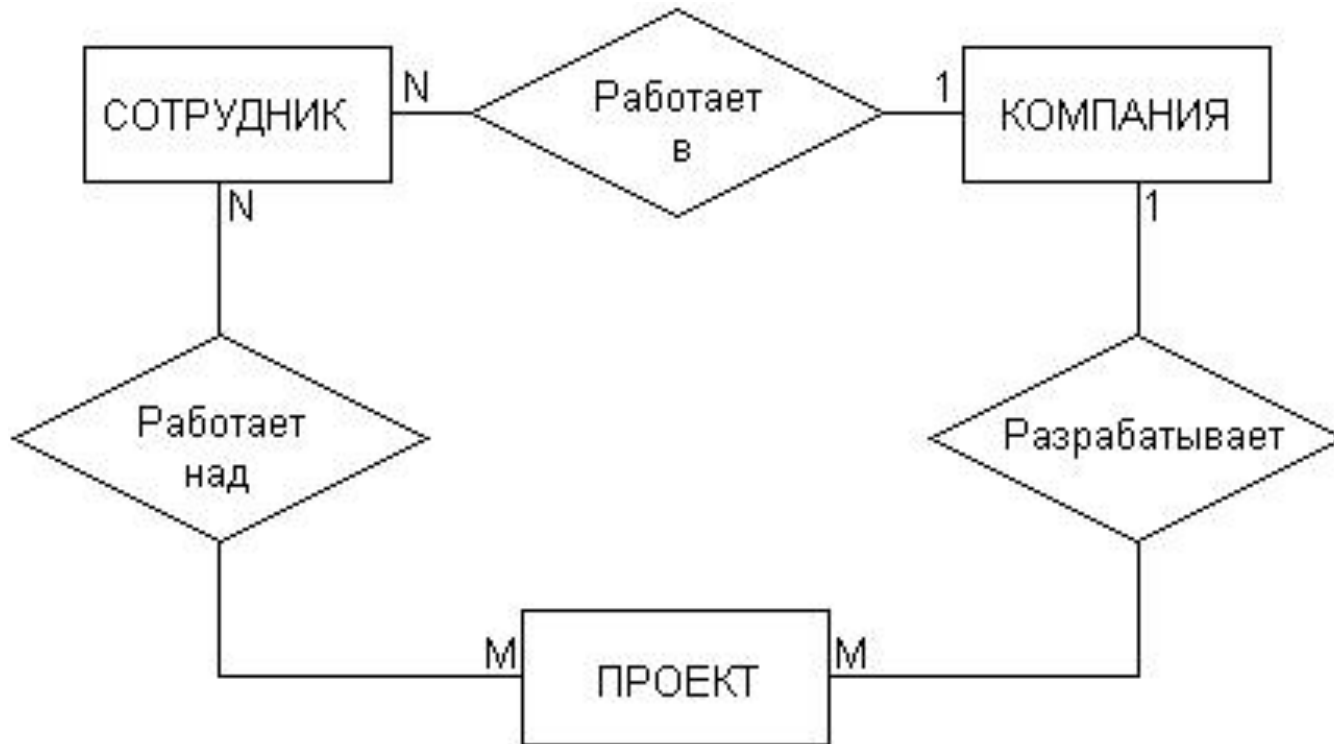 СОТРУДНИК
N
Работает
в
1
КОМПАНИЯ
N
1
Работает
над
Разрабатывает
M
ПРОЕКТ
M